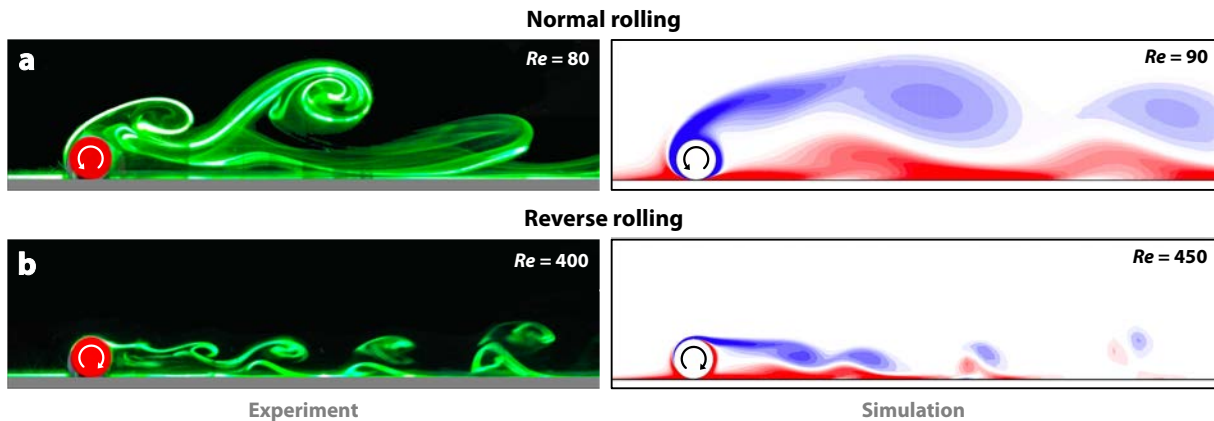 Normal rolling
a
Re = 80
Re = 90
Reverse rolling
b
Re = 400
Re = 450
Experiment
Simulation